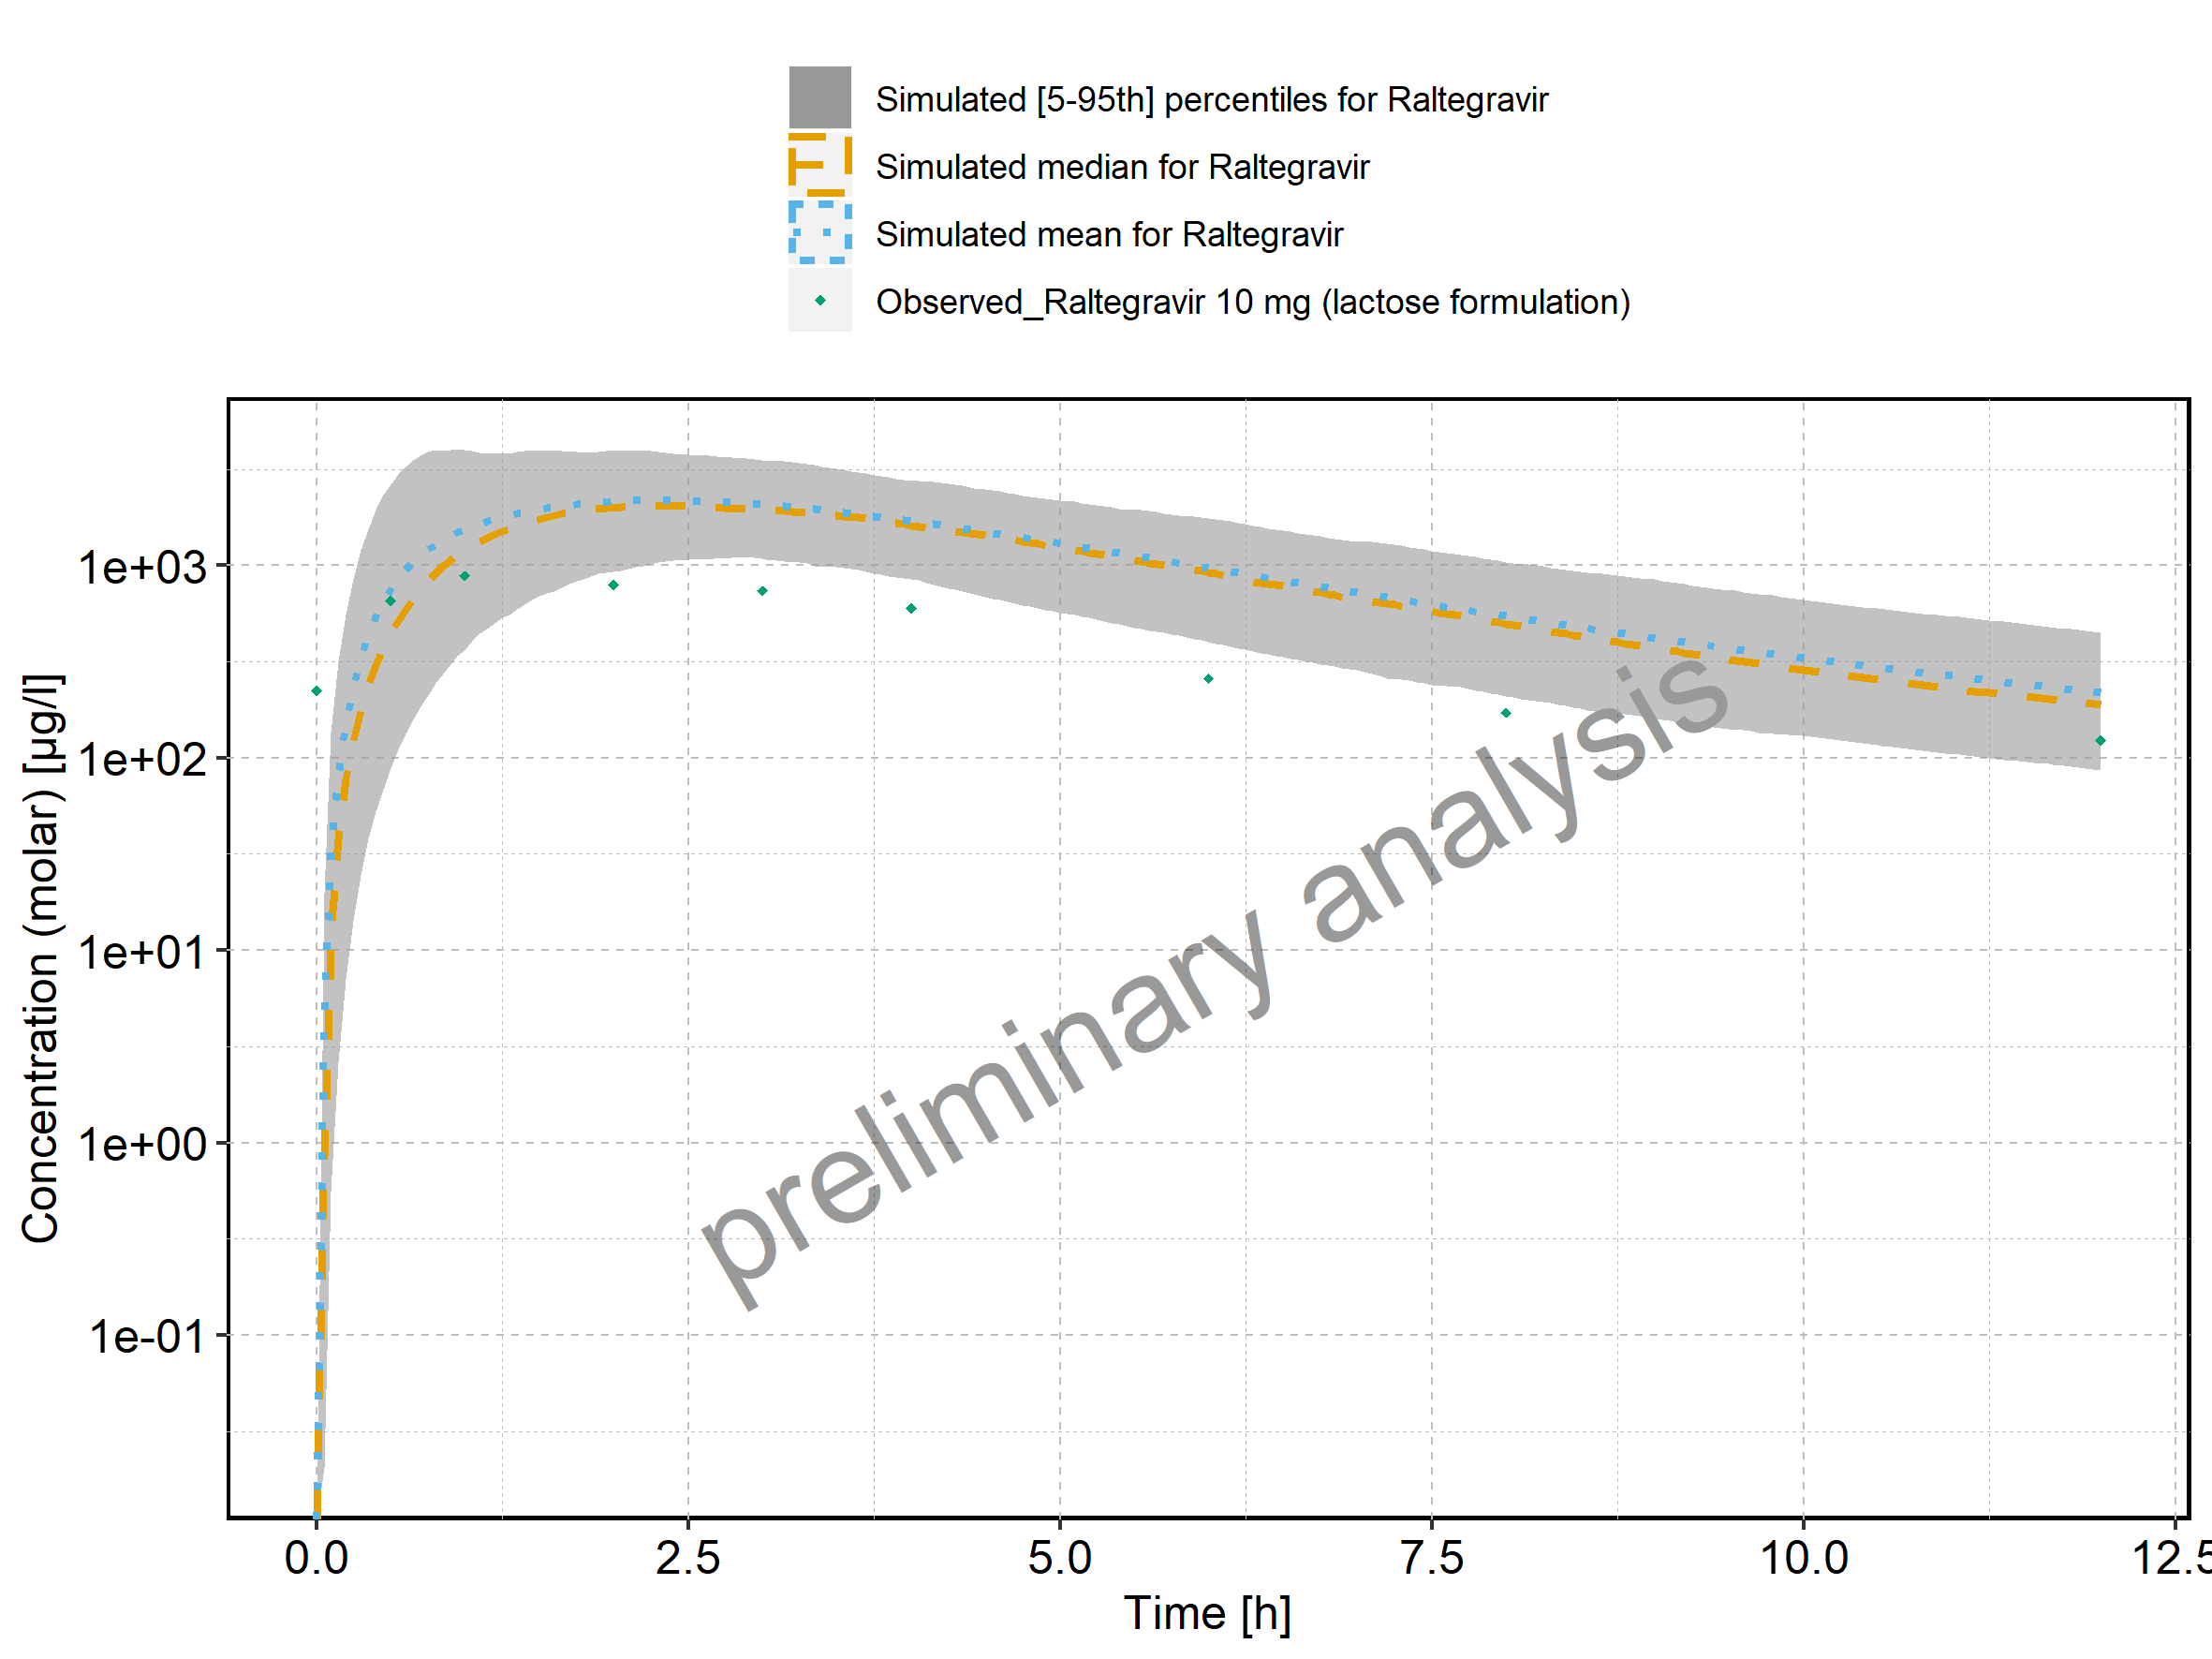 Simulated [5-95th] percentiles for Raltegravir
Simulated median for Raltegravir
Simulated mean for Raltegravir
Observed_Raltegravir 10 mg (lactose formulation)
Concentration (molar) [µg/l]
1e+03
1e+02
1e+01
1e+00
1e-01
preliminary analysis
0.0 2.5 5.0 7.5 10.0 12.5
Time [h]